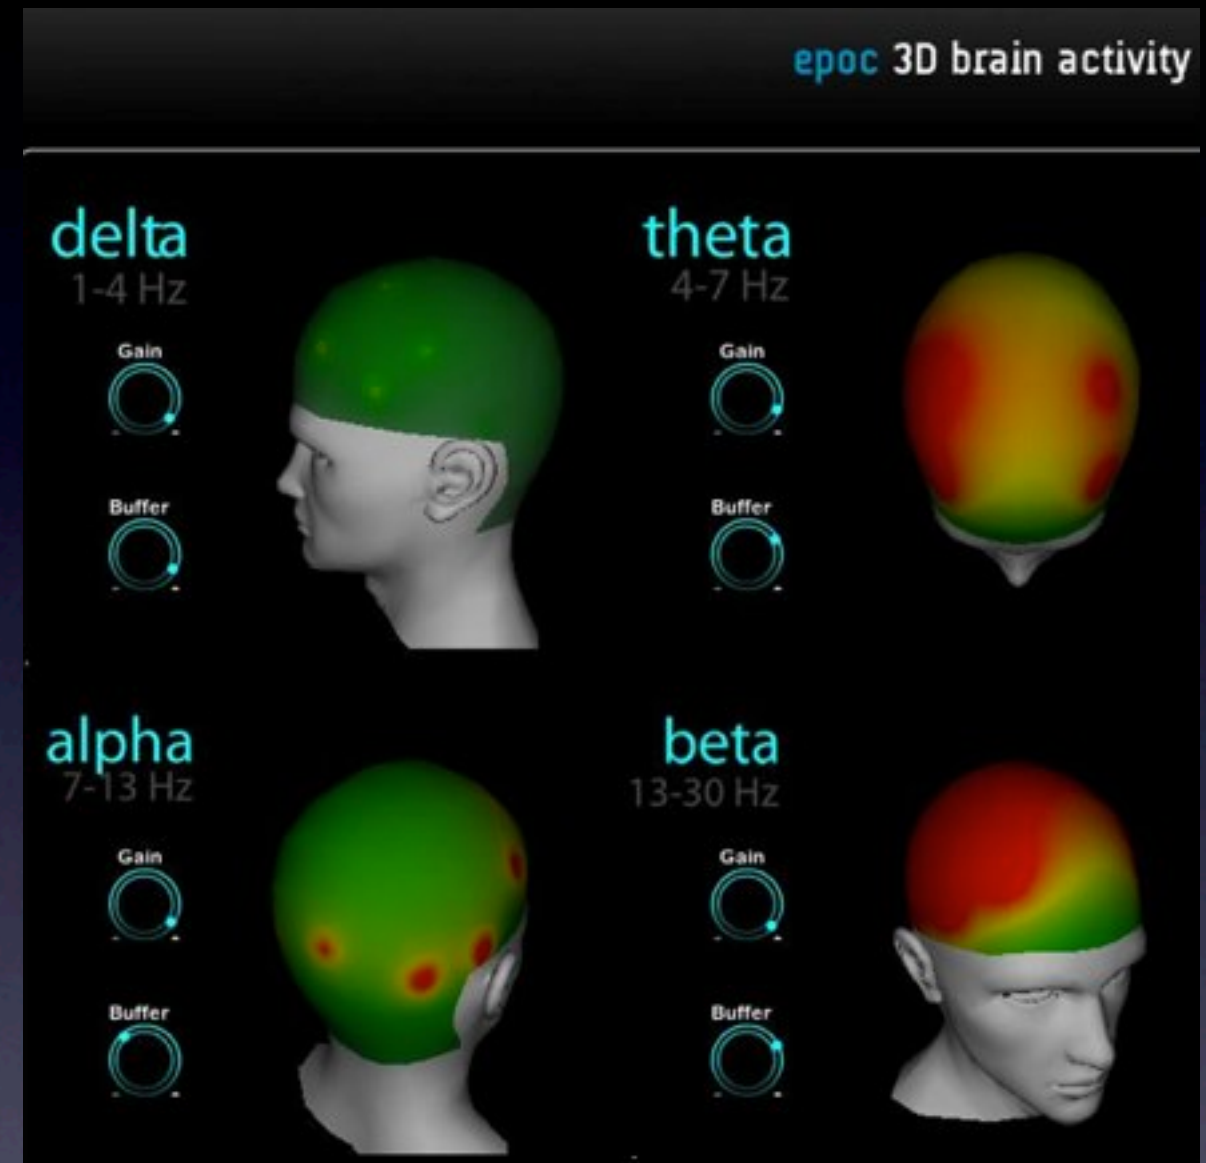 epoc 3D brain activity
delta
1-4 Hz
Gain
Buffer
theta
4-7 Hz
Gain
Buffer
alpha
7-13 Hz
Gain
Buffer
beta
13-30 Hz
Gain
Buffer